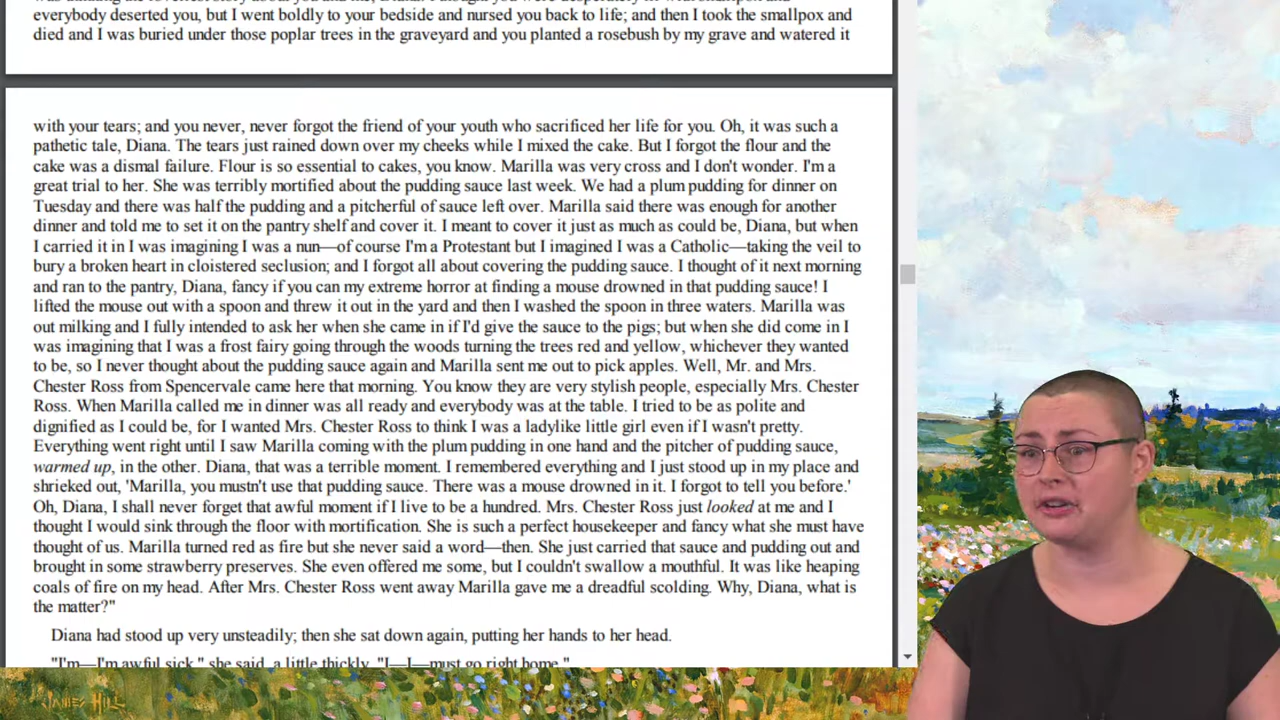 everybody deserted you, but I went boldly to your bedside and nursed you back to life; and then I took the smallpox and
died and I was buried under those poplar trees in the graveyard and you planted a rosebush by my grave and watered it
with your tears; and you never, never forgot the friend of your youth who sacrificed her life for you. Oh, it was such a
pathetic tale, Diana. The tears just rained down over my cheeks while I mixed the cake. But I forgot the flour and the
cake was a dismal failure. Flour is so essential to cakes, you know. Marilla was very cross and I don't wonder. I'm a
great trial to her. She was terribly mortified about the pudding sauce last week. We had a plum pudding for dinner on
Tuesday and there was half the pudding and a pitcherful of sauce left over. Marilla said there was enough for another
dinner and told me to set it on the pantry shelf and cover it. I meant to cover it just as much as could be, Diana, but when
I carried it in I was imagining I was a nun—of course I'm a Protestant but I imagined I was a Catholic—taking the veil to
bury a broken heart in cloistered seclusion; and I forgot all about covering the pudding sauce. I thought of it next morning
and ran to the pantry, Diana, fancy if you can my extreme horror at finding a mouse drowned in that pudding sauce! I
lifted the mouse out with a spoon and threw it out in the yard and then I washed the spoon in three waters. Marilla was
out milking and I fully intended to ask her when she came in if I'd give the sauce to the pigs; but when she did come in I
was imagining that I was a frost fairy going through the woods turning the trees red and yellow, whichever they wanted
to be, so I never thought about the pudding sauce again and Marilla sent me out to pick apples. Well, Mr. and Mrs.
Chester Ross from Spencervale came here that morning. You know they are very stylish people, especially Mrs. Chester
Ross. When Marilla called me in dinner was all ready and everybody was at the table. I tried to be as polite and
dignified as I could be, for I wanted Mrs. Chester Ross to think I was a ladylike little girl even if I wasn't pretty.
Everything went right until I saw Marilla coming with the plum pudding in one hand and the pitcher of pudding sauce,
warmed up, in the other. Diana, that was a terrible moment. I remembered everything and I just stood up in my place and
shrieked out, 'Marilla, you mustn't use that pudding sauce. There was a mouse drowned in it. I forgot to tell you before.'
Oh, Diana, I shall never forget that awful moment if I live to be a hundred. Mrs. Chester Ross just looked at me and I
thought I would sink through the floor with mortification. She is such a perfect housekeeper and fancy what she must have
thought of us. Marilla turned red as fire but she never said a word—then. She just carried that sauce and pudding out and
brought in some strawberry preserves. She even offered me some, but I couldn't swallow a mouthful. It was like heaping
coals of fire on my head. After Mrs. Chester Ross went away Marilla gave me a dreadful scolding. Why, Diana, what is
the matter?"
Diana had stood up very unsteadily; then she sat down again, putting her hands to her head.
"I'm—I'm awful sick," she said, a little thickly. "I—I—must go right home."
JAMES HILL